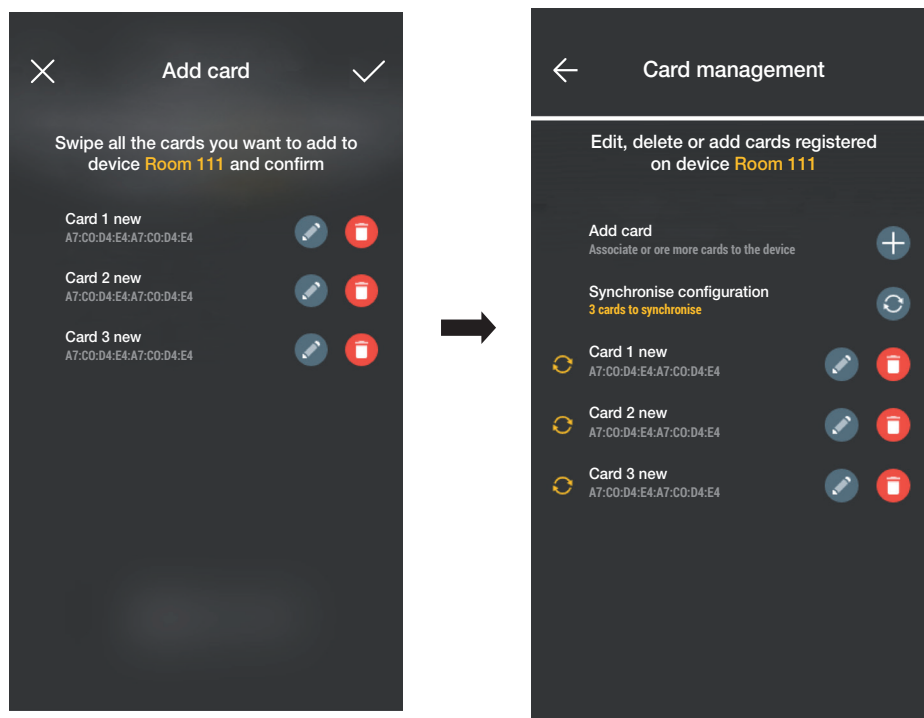 Add card
Swipe all the cards you want to add to
device Room 111 and confirm
Card 1 new
A7:C0:D4:E4:A7:C0:D4:E4
Card 2 new
A7:C0:D4:E4:A7:C0:D4:E4
Card 3 new
A7:C0:D4:E4:A7:C0:D4:E4
Card management
Edit, delete or add cards registered
on device Room 111
Add card
Associate or ore more cards to the device
Synchronise configuration
3 cards to synchronise
Card 1 new
A7:C0:D4:E4:A7:C0:D4:E4
Card 2 new
A7:C0:D4:E4:A7:C0:D4:E4
Card 3 new
A7:C0:D4:E4:A7:C0:D4:E4